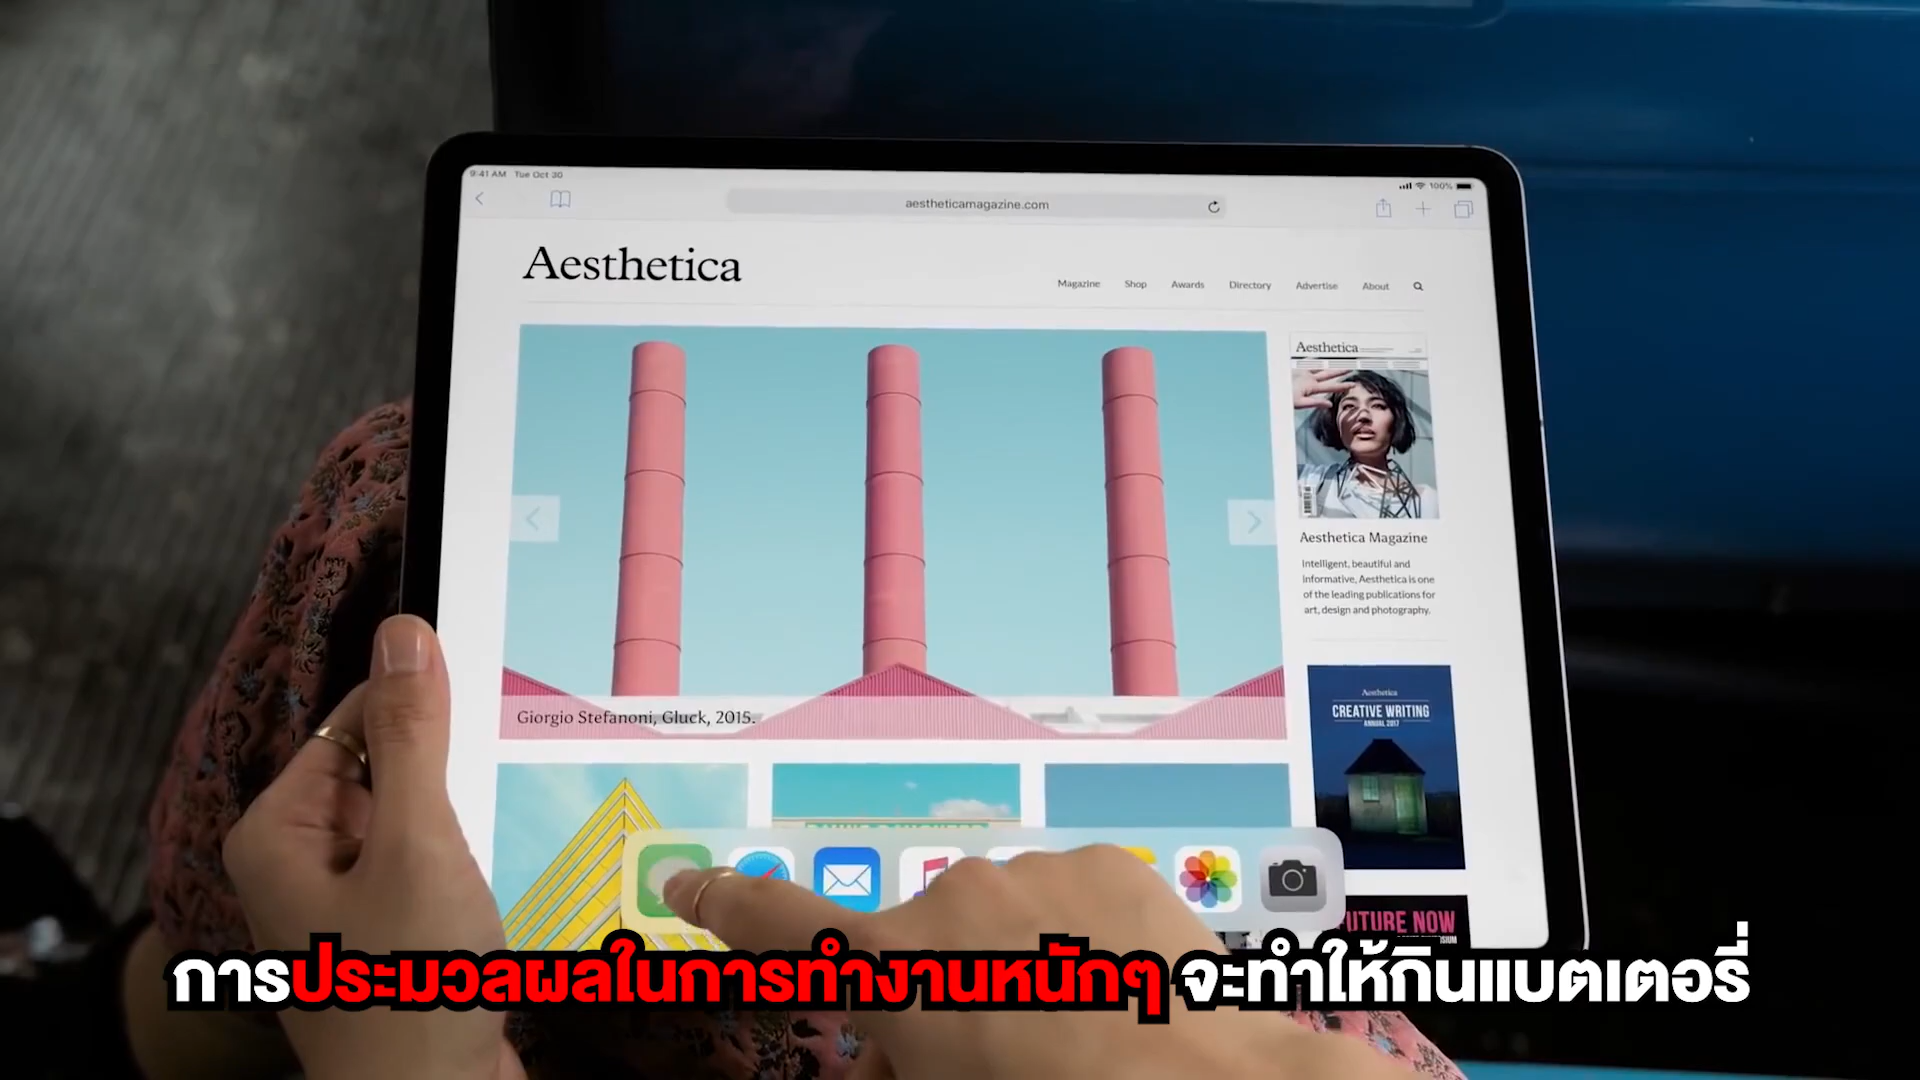 9:41 AM Tue Oct 30
100%
aestheticamagazine.com
Aesthetica
Magazine Shop Awards Directory Advertise About
Aesthetica
Aesthetica Magazine
Intelligent, beautiful and
informative, Aesthetica is one
of the leading publications for
art, design and photography.
Giorgio Stefanoni, Gluck, 2015.
Aesthetica
CREATIVE WRITING
ANNUAL 2017
FUTURE NOW
การประมวลผลในการทำงานหนักๆ จะทำให้กินแบตเตอรี่